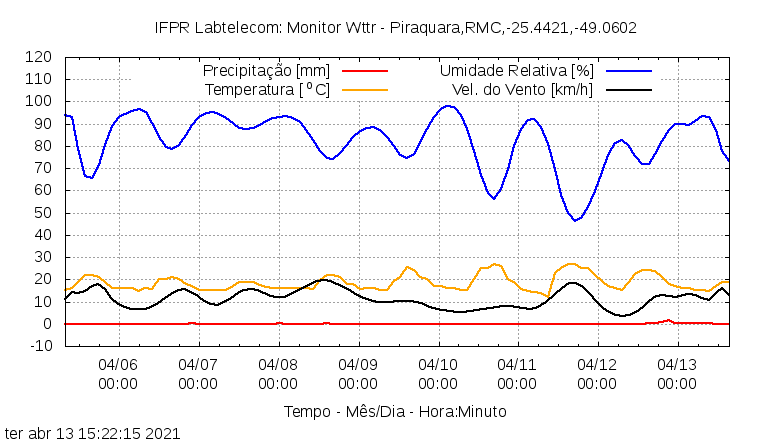 IFPR Labtelecom: Monitor Wttr - Piraquara,RMC,-25.4421,-49.0602
Precipitação [mm] Umidade Relativa [%]
Temperatura [ ⁰C] Vel. do Vento [km/h]
120
110
100
90
80
70
60
50
40
30
20
10
0
-10
04/06 04/07 04/08 04/09 04/10 04/11 04/12 04/13
00:00 00:00 00:00 00:00 00:00 00:00 00:00 00:00
Tempo - Mês/Dia - Hora:Minuto
ter abr 13 15:22:15 2021